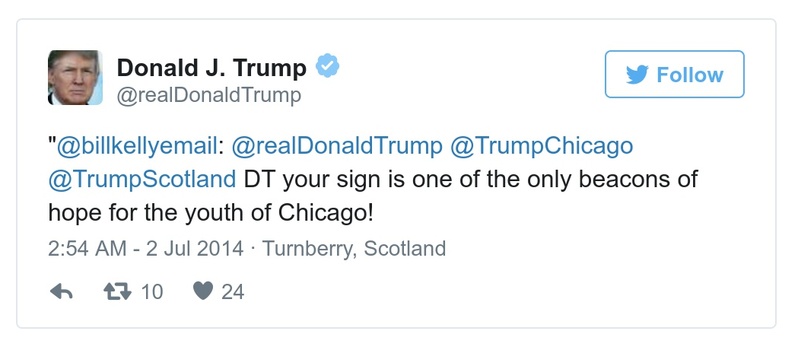 Donald J. Trump
@realDonaldTrump
Follow
"@billkellyemail: @realDonaldTrump @TrumpChicago
@TrumpScotland DT your sign is one of the only beacons of
hope for the youth of Chicago!
2:54 AM - 2 Jul 2014 · Turnberry, Scotland
10 24